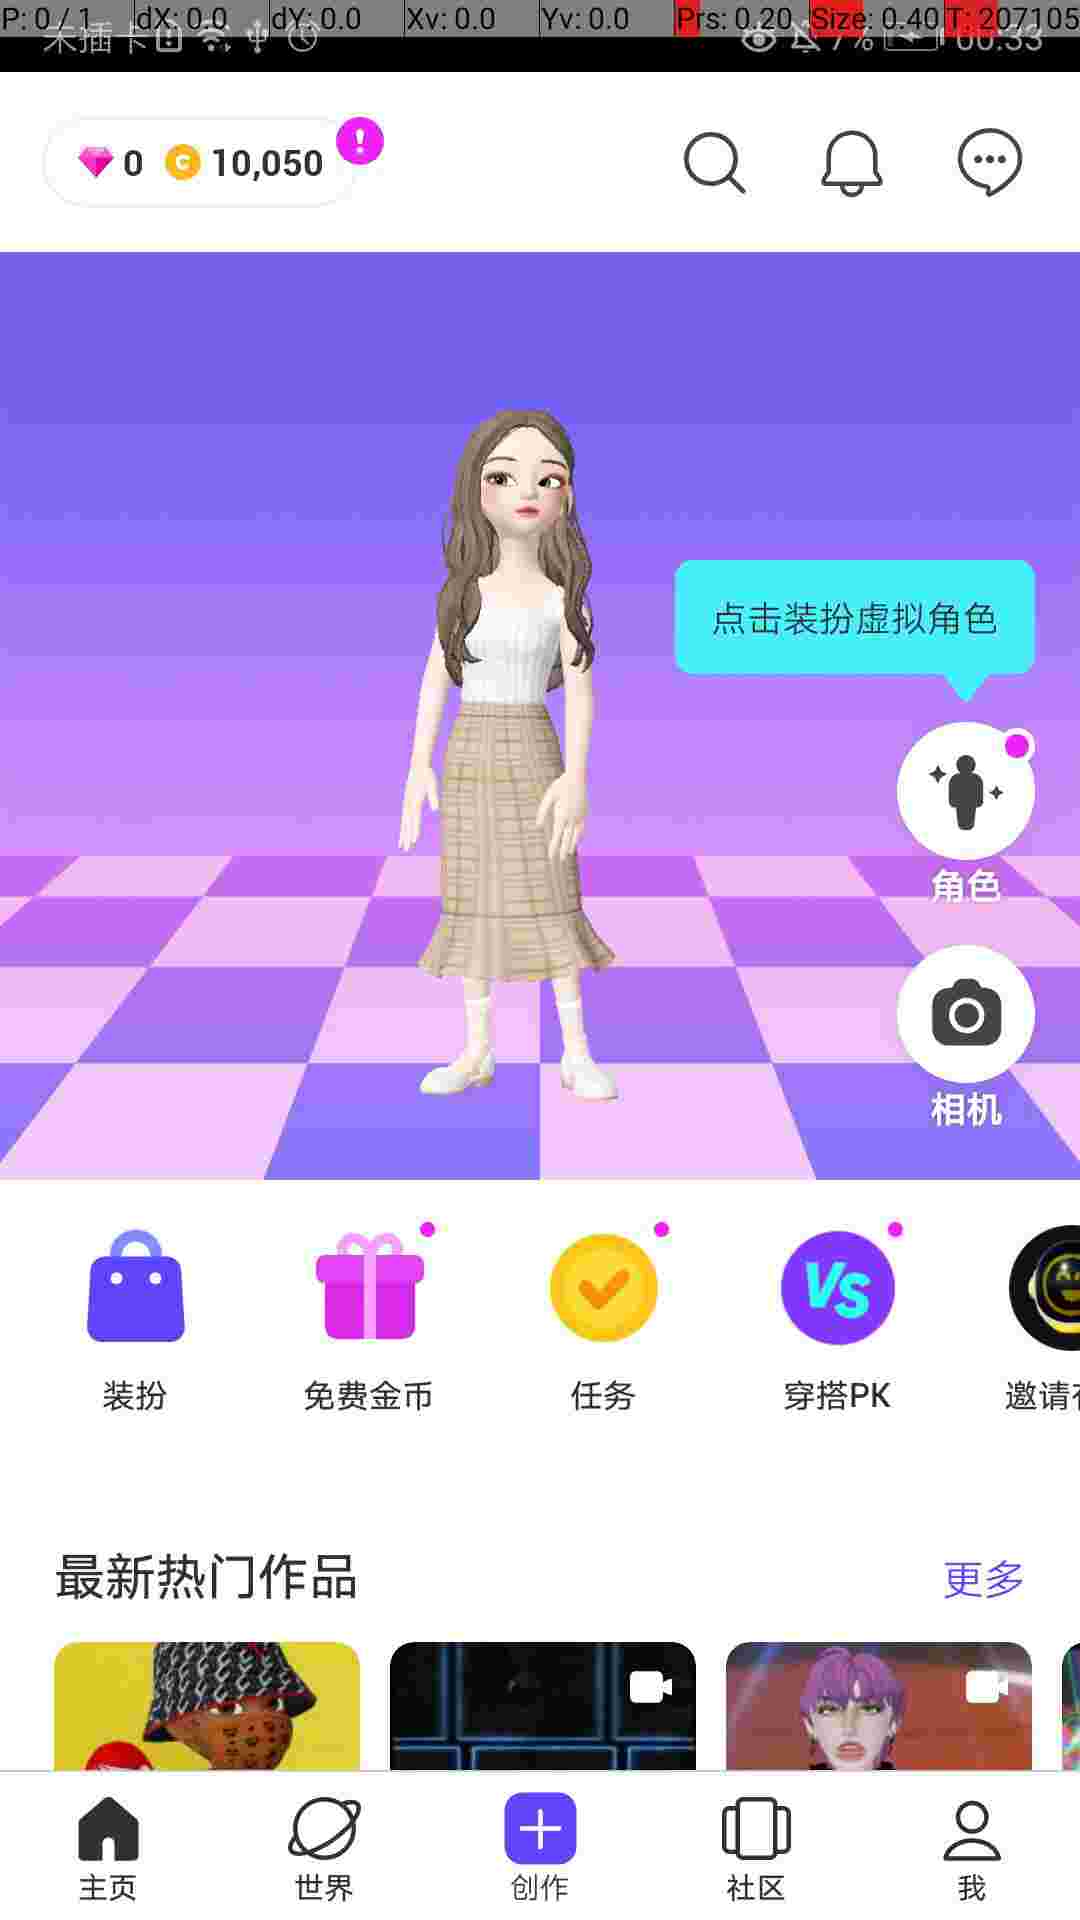 P: 0 / 1 dX: 0.0 dY: 0.0 Xv: 0.0 Yv: 0.0 Prs: 0.20 Size: 0.40 T: 207105
未插卡 7% 00:33
0 C 10,050 !
点击装扮虚拟角色
角色
相机
VS
装扮 免费金币 任务 穿搭PK 邀请
最新热门作品 更多
主页 世界 创作 社区 我